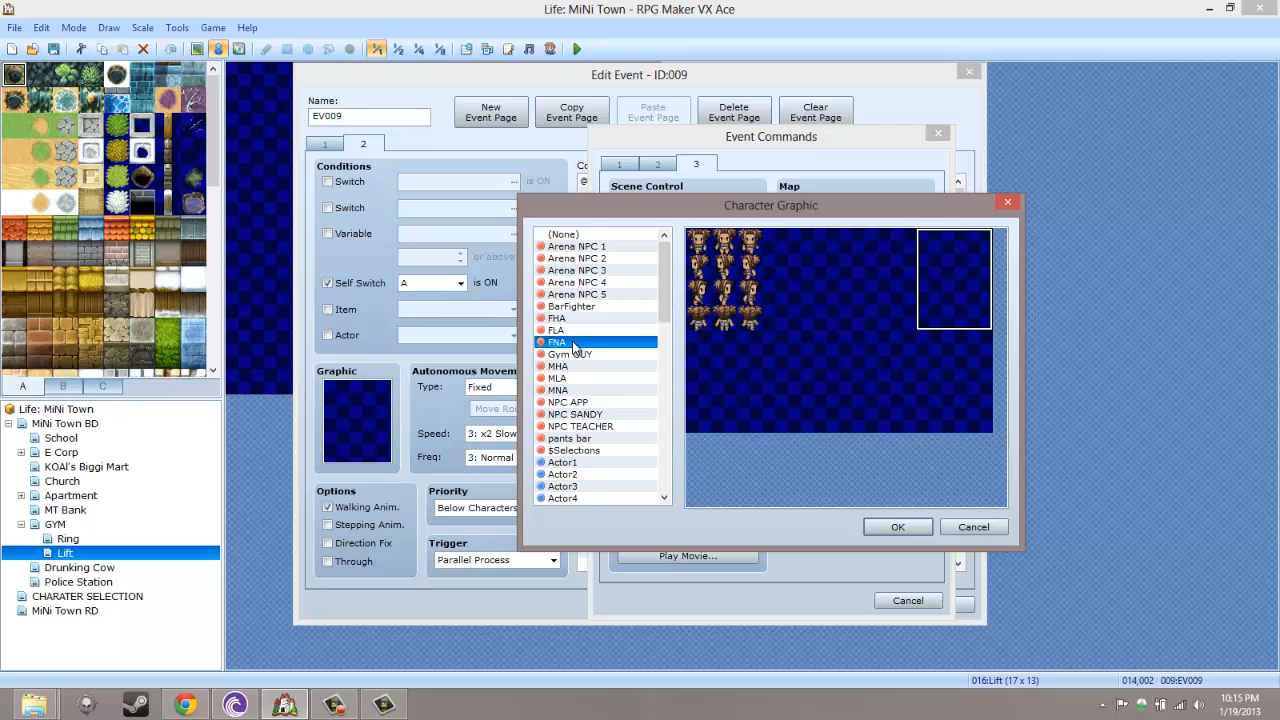 Life: MiNi Town - RPG Maker VX Ace
File Edit Mode Draw Scale Tools Game Help
Edit Event - ID:009
Name:
EV009
New Event Page
Copy Event Page
Paste Event Page
Delete Event Page
Clear Event Page
1 2
Conditions
Switch ... is ON
Switch ...
Variable ...
or above
Self Switch A is ON
Item
Actor
Graphic
Autonomous Movem
Type: Fixed
Move Rou
Speed: 3: x2 Slow
Freq: 3: Normal
Options
Walking Anim.
Stepping Anim.
Direction Fix
Through
Priority
Below Characters
Trigger
Parallel Process
Co
@
Event Commands
1 2 3
Scene Control
Map
Play Movie...
Cancel
Character Graphic
(None)
Arena NPC 1
Arena NPC 2
Arena NPC 3
Arena NPC 4
Arena NPC 5
BarFighter
FHA
FLA
FNA
Gym GUY
MHA
MLA
MNA
NPC APP
NPC SANDY
NPC TEACHER
pants bar
$Selections
Actor1
Actor2
Actor3
Actor4
OK
Cancel
A B C
Life: MiNi Town
MiNi Town BD
School
E Corp
KOAl's Biggi Mart
Church
Apartment
MT Bank
GYM
Ring
Lift
Drunking Cow
Police Station
CHARATER SELECTION
MiNi Town RD
016:Lift (17 x 13)
014,002 009:EV009
10:15 PM
1/19/2013